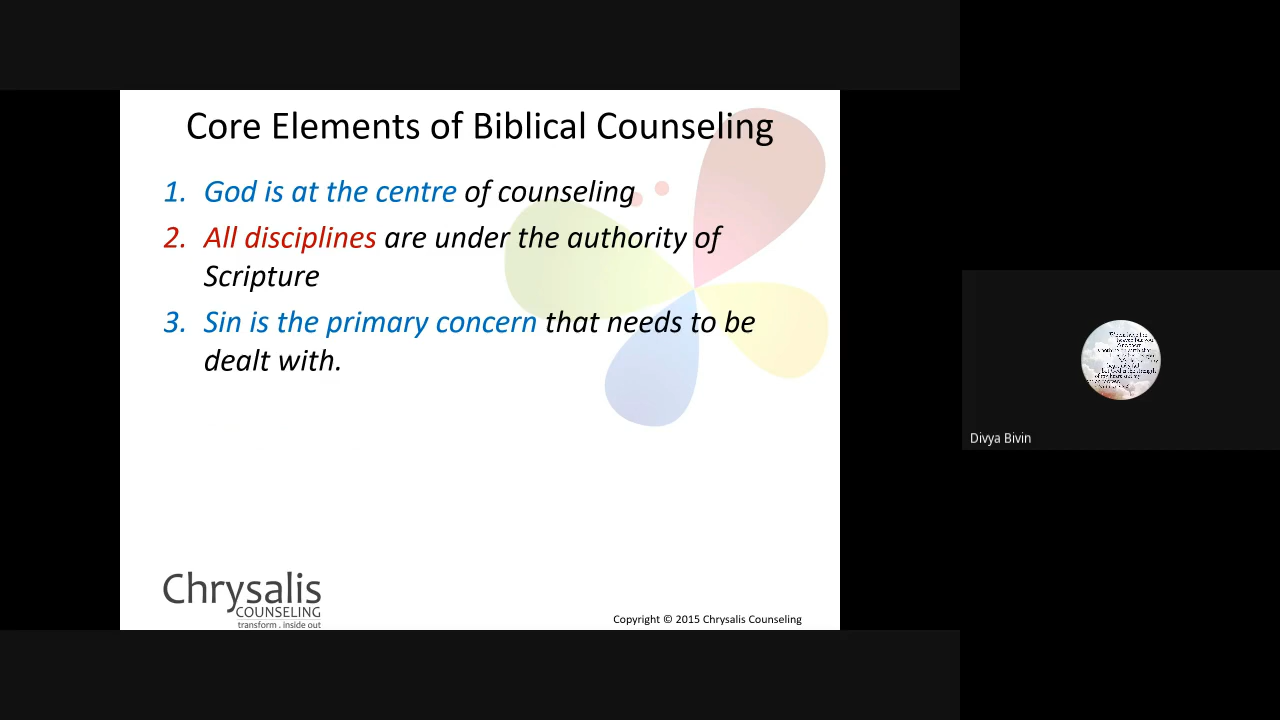 Core Elements of Biblical Counseling
1. God is at the centre of counseling
2. All disciplines are under the authority of
Scripture
3. Sin is the primary concern that needs to be
dealt with.
Chrysalis
COUNSELING
transform . inside out
Copyright © 2015 Chrysalis Counseling
Divya Bivin